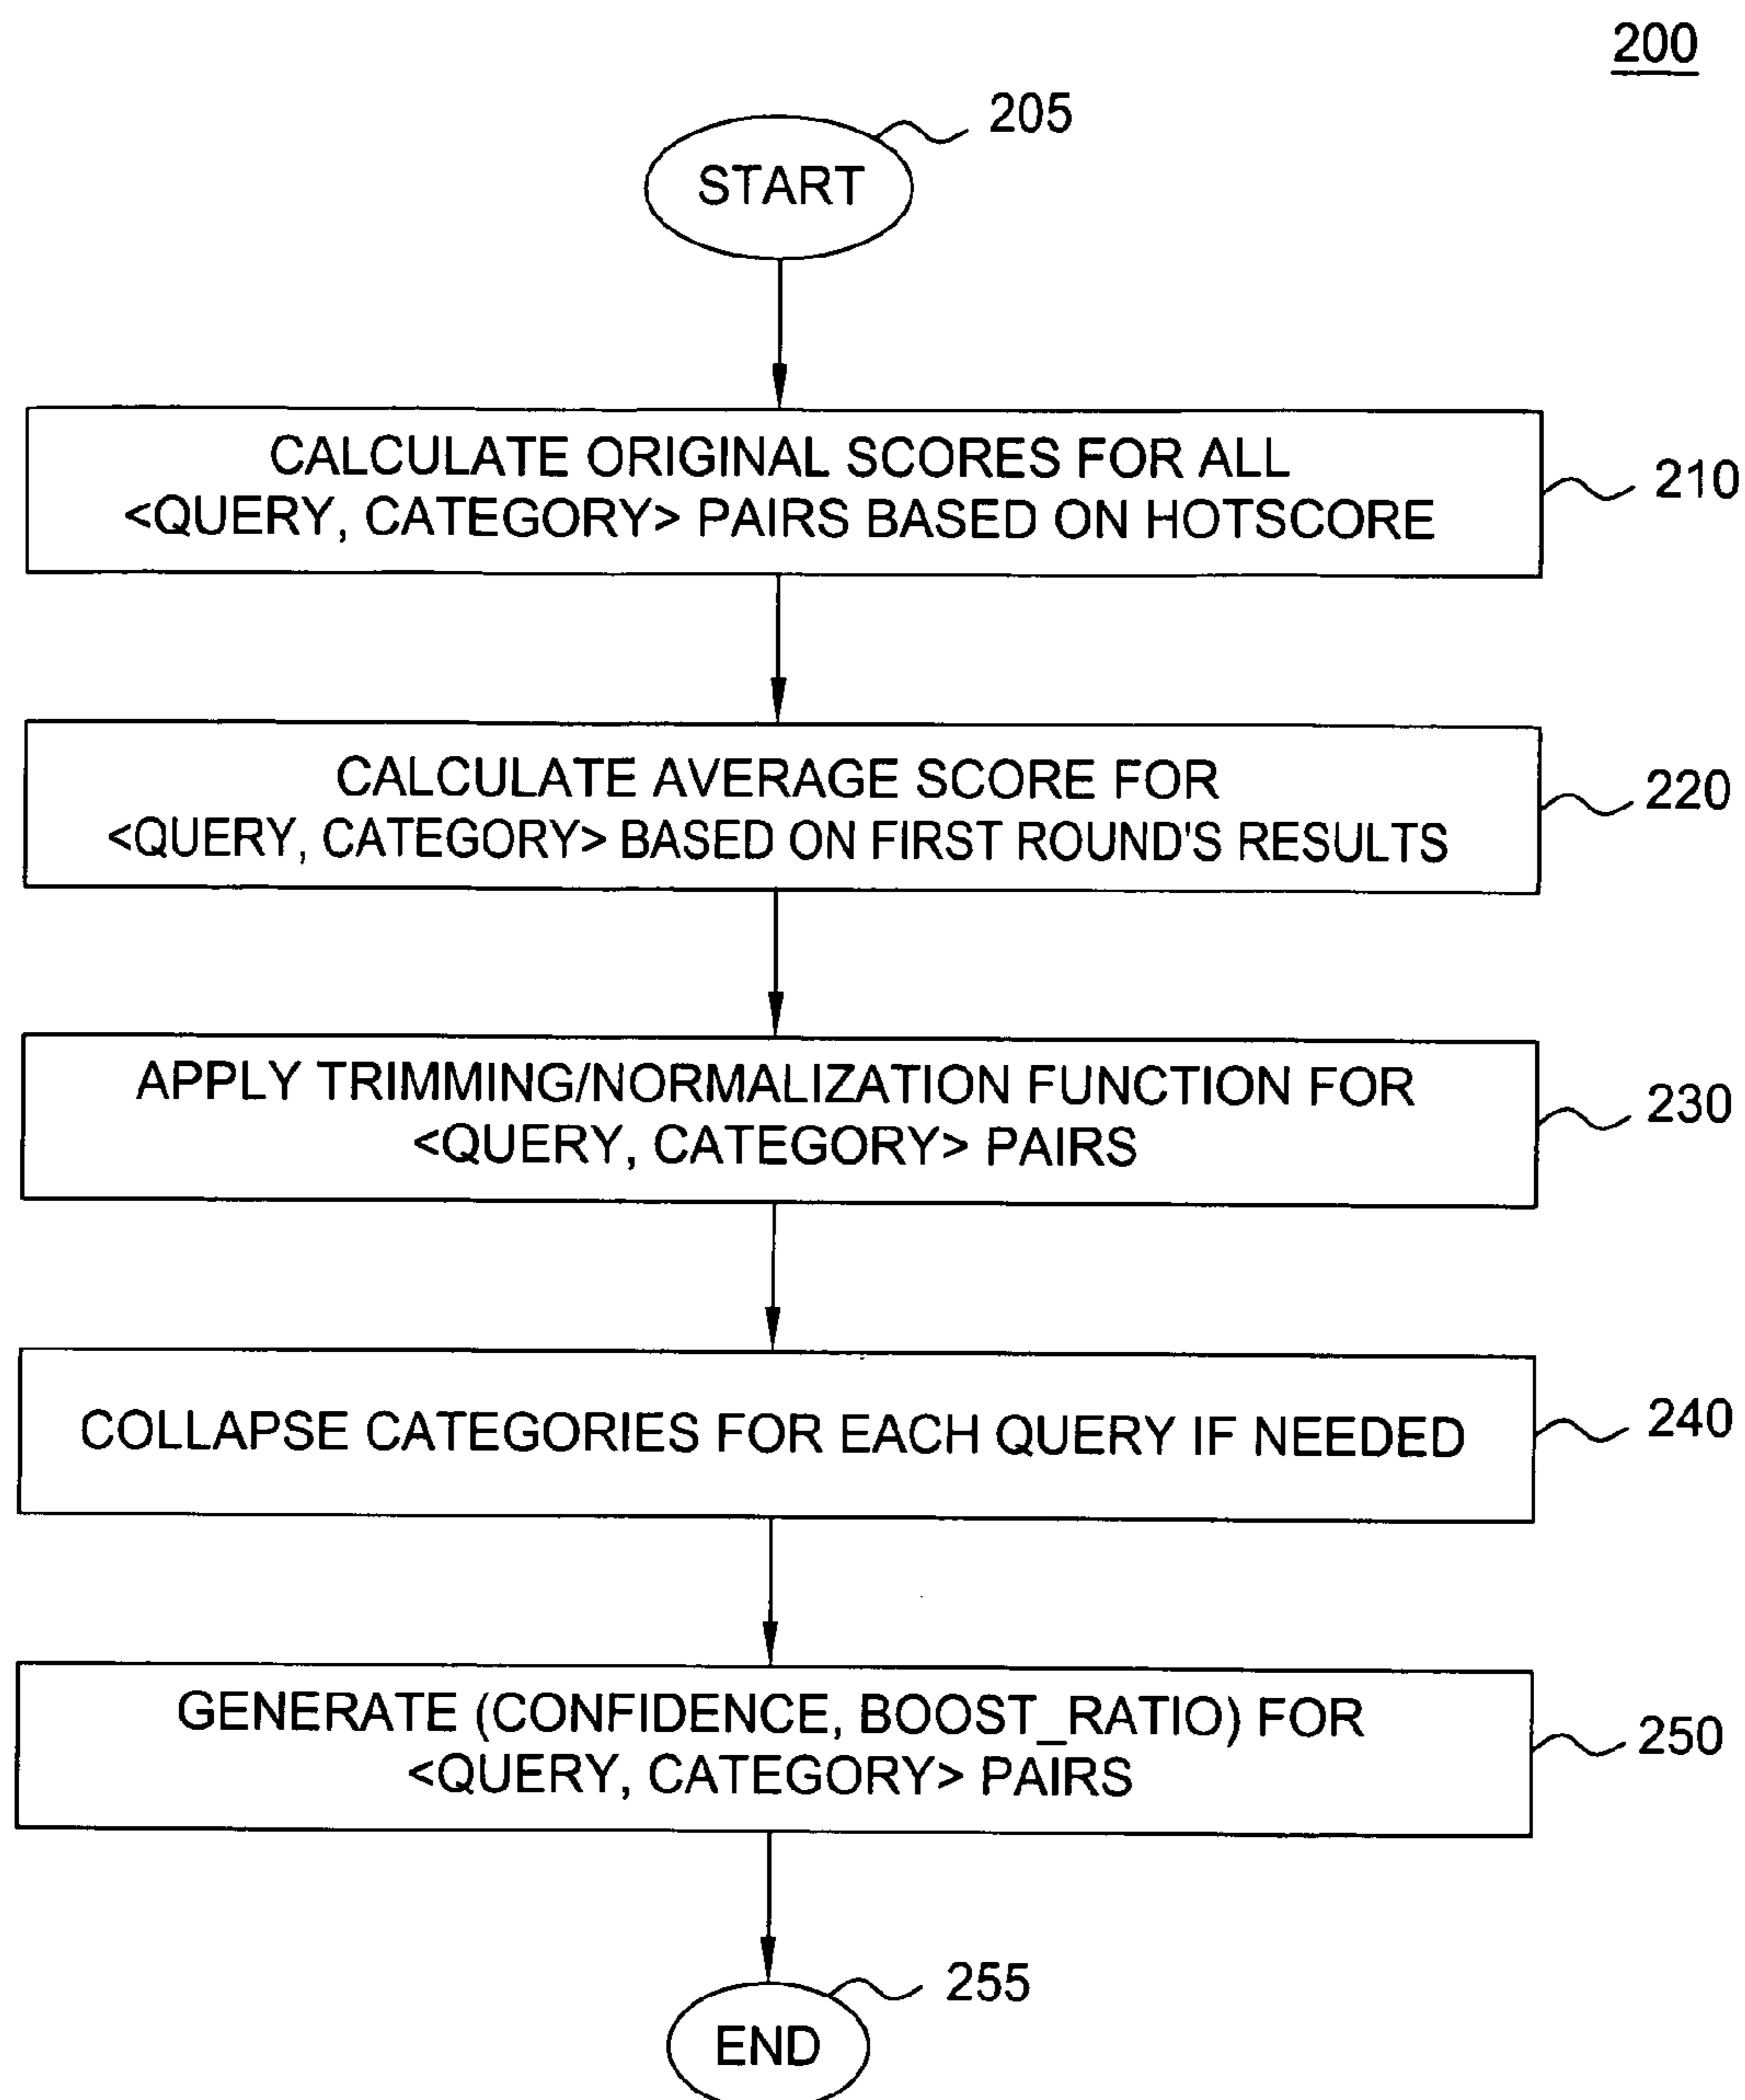 200
205
START
CALCULATE ORIGINAL SCORES FOR ALL
<QUERY, CATEGORY> PAIRS BASED ON HOTSCORE
210
CALCULATE AVERAGE SCORE FOR
<QUERY, CATEGORY> BASED ON FIRST ROUND'S RESULTS
220
APPLY TRIMMING/NORMALIZATION FUNCTION FOR
<QUERY, CATEGORY> PAIRS
230
COLLAPSE CATEGORIES FOR EACH QUERY IF NEEDED
240
GENERATE (CONFIDENCE, BOOST_RATIO) FOR
<QUERY, CATEGORY> PAIRS
250
255
END